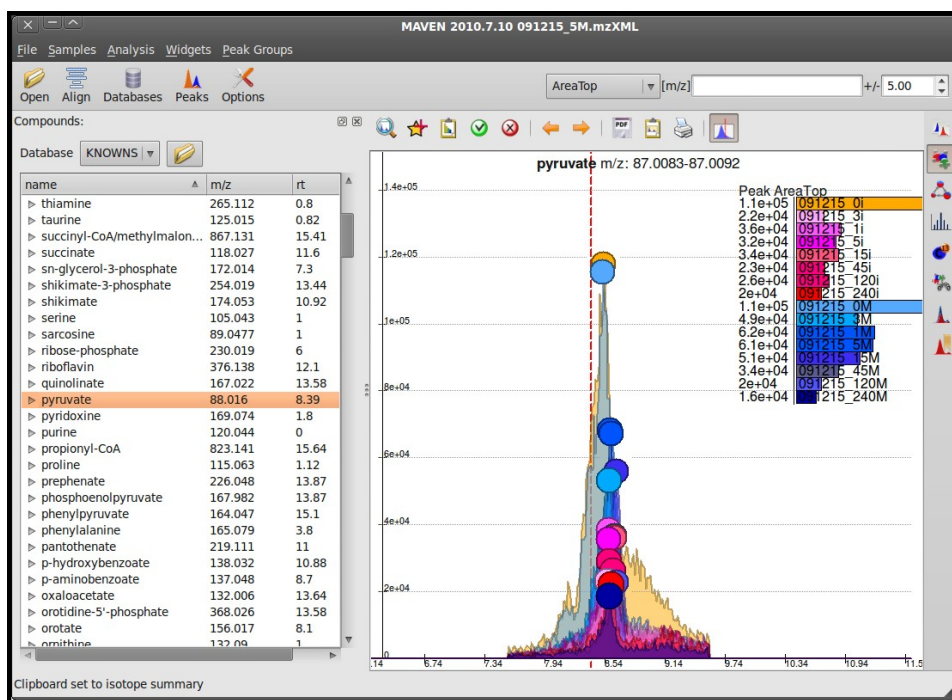 MAVEN 2010.7.10 091215_5M.mzXML
File Samples Analysis Widgets Peak Groups
Open Align Databases Peaks Options
AreaTop [m/z] +/- 5.00
Compounds:
Database KNOWNS
name m/z rt
thiamine 265.112 0.8
taurine 125.015 0.82
succinyl-CoA/methylmalon... 867.131 15.41
succinate 118.027 11.6
sn-glycerol-3-phosphate 172.014 7.3
shikimate-3-phosphate 254.019 13.44
shikimate 174.053 10.92
serine 105.043 1
sarcosine 89.0477 1
ribose-phosphate 230.019 6
riboflavin 376.138 12.1
quinolinate 167.022 13.58
pyruvate 88.016 8.39
pyridoxine 169.074 1.8
purine 120.044 0
propionyl-CoA 823.141 15.64
proline 115.063 1.12
prephenate 226.048 13.87
phosphoenolpyruvate 167.982 13.87
phenylpyruvate 164.047 15.1
phenylalanine 165.079 3.8
pantothenate 219.111 11
p-hydroxybenzoate 138.032 10.88
p-aminobenzoate 137.048 8.7
oxaloacetate 132.006 13.64
orotidine-5'-phosphate 368.026 13.58
orotate 156.017 8.1
ornithine 132.09 1
Clipboard set to isotope summary
PDF
pyruvate m/z: 87.0083-87.0092
Peak AreaTop
1.1e+05 091215_0i
2.2e+04 091215_3i
3.6e+04 091215_1i
3.2e+04 091215_5i
3.4e+04 091215_15i
2.3e+04 091215_45i
2.6e+04 091215_120i
2e+04 091215_240i
1.1e+05 091215_0M
4.9e+04 091215_3M
6.2e+04 091215_1M
6.1e+04 091215_5M
5.1e+04 091215_15M
3.4e+04 091215_45M
2e+04 091215_120M
1.6e+04 091215_240M
1.4e+05
1.2e+05
1e+05
8e+04
6e+04
4e+04
2e+04
0
.14 6.74 7.34 7.94 8.54 9.14 9.74 10.34 10.94 11.5